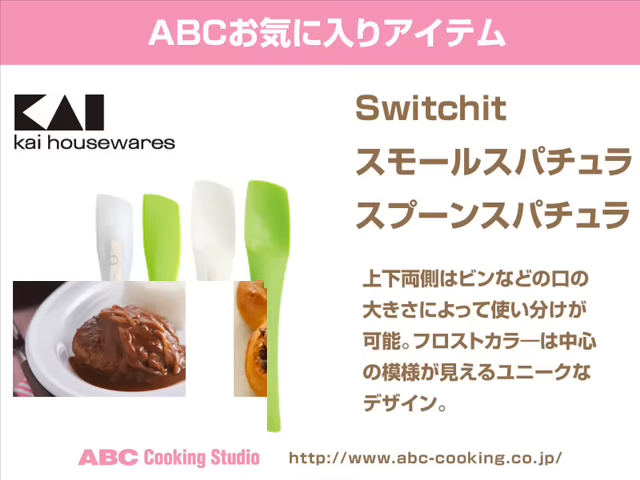 ABCお気に入りアイテム
KAI
kai housewares
Switchit
スモールスパチュラ
スプーンスパチュラ
上下両側はビンなどの口の
大きさによって使い分けが
可能。フロストカラ―は中心
の模様が見えるユニークな
デザイン。
ABC Cooking Studio
http://www.abc-cooking.co.jp/